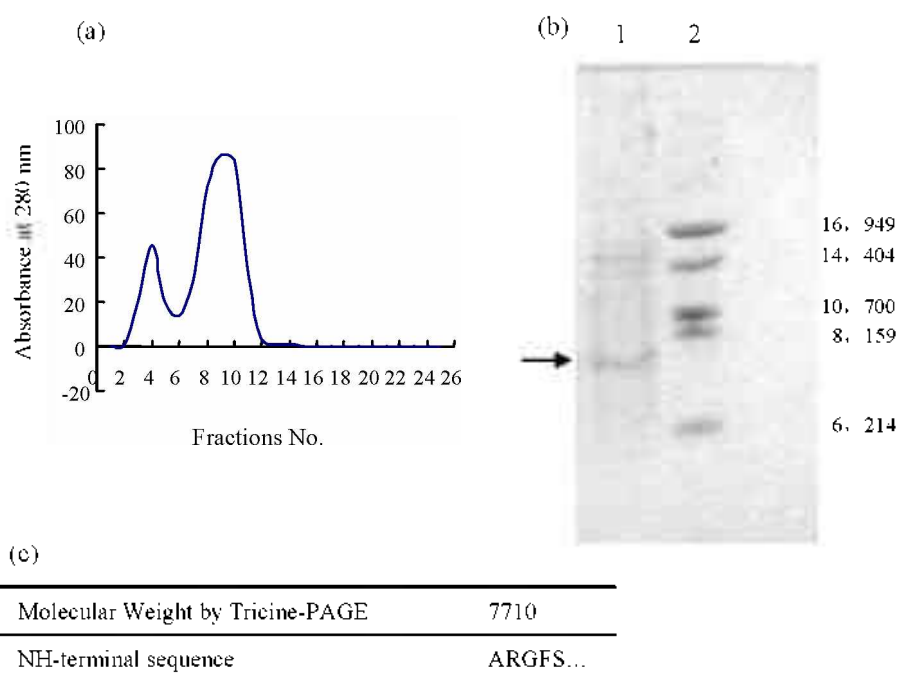 (a)
100
80
60
40
20
0
-20
0 2 4 6 8 10 12 14 16 18 20 22 24 26
Absorbance at 280 nm
Fractions No.
(b)
1 2
16, 949
14, 404
10, 700
8, 159
6, 214
(c)
Molecular Weight by Tricine-PAGE 7710
NH-terminal sequence ARGFS...